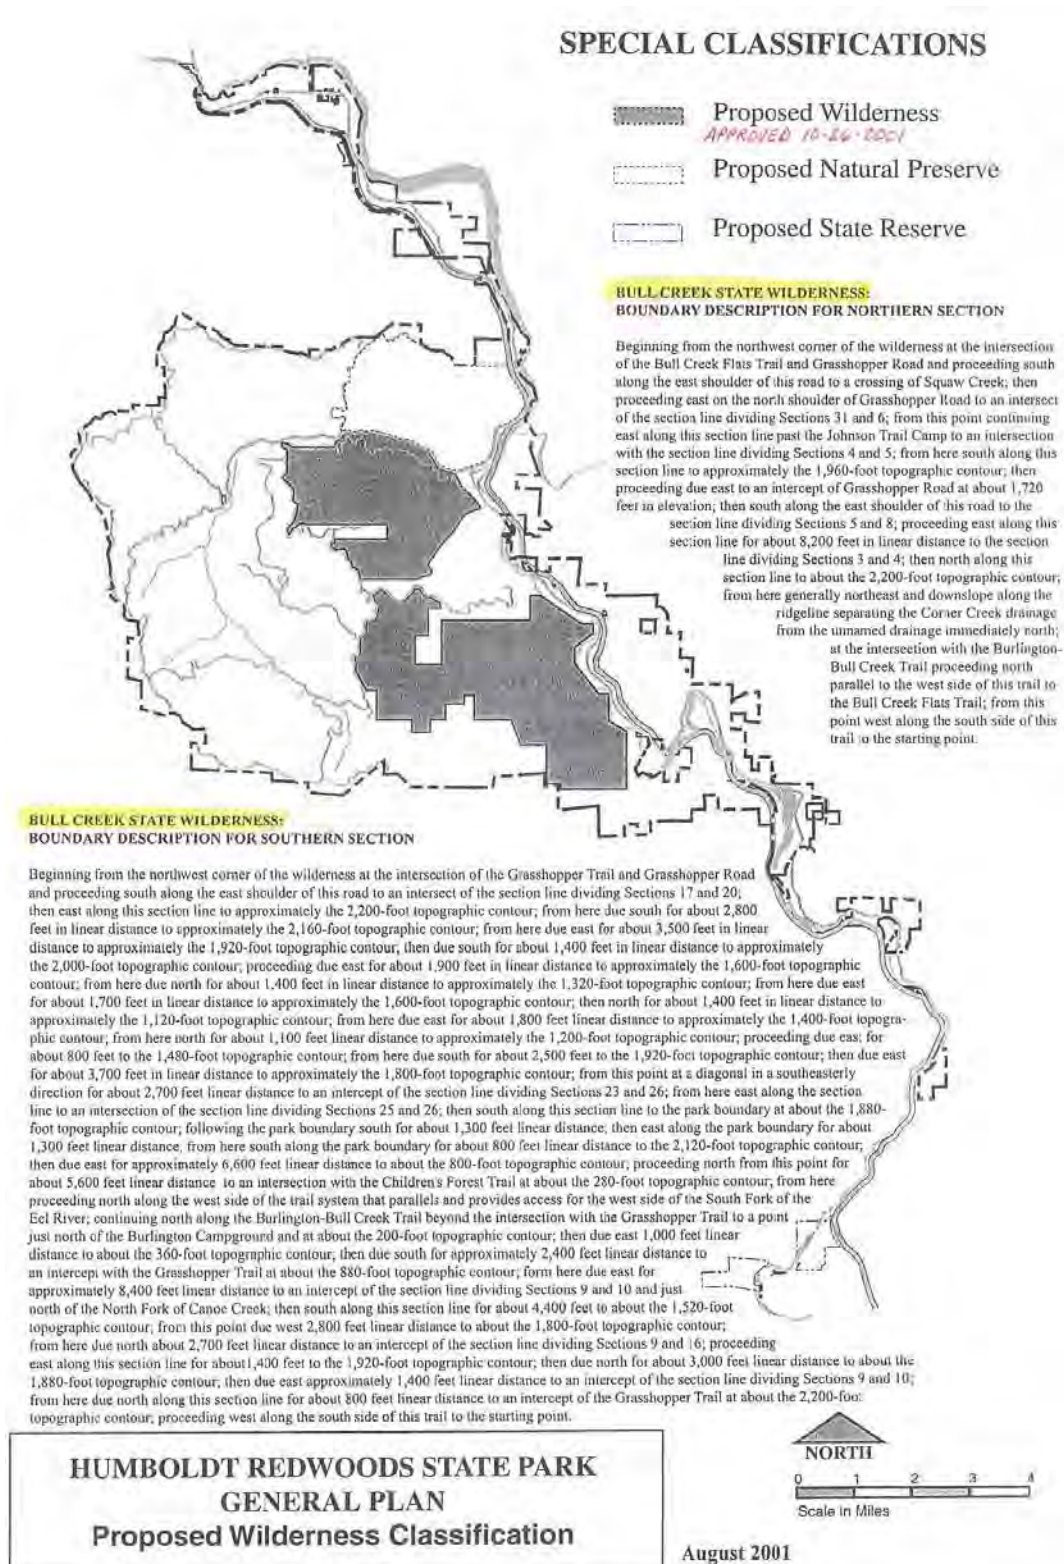 SPECIAL CLASSIFICATIONS
Proposed Wilderness
APPROVED 10-26-2001
Proposed Natural Preserve
Proposed State Reserve
BULL CREEK STATE WILDERNESS:
BOUNDARY DESCRIPTION FOR NORTHERN SECTION
Beginning from the northwest corner of the wilderness at the intersection
of the Bull Creek Flats Trail and Grasshopper Road and proceeding south
along the east shoulder of this road to a crossing of Squaw Creek; then
proceeding east on the north shoulder of Grasshopper Road to an intersect
of the section line dividing Sections 31 and 6; from this point continuing
east along this section line past the Johnson Trail Camp to an intersection
with the section line dividing Sections 4 and 5; from here south along this
section line to approximately the 1,960-foot topographic contour; then
proceeding due east to an intercept of Grasshopper Road at about 1,720
feet in elevation; then south along the east shoulder of this road to the
section line dividing Sections 5 and 8; proceeding east along this
section line for about 8,200 feet in linear distance to the section
line dividing Sections 3 and 4; then north along this
section line to about the 2,200-foot topographic contour;
from here generally northeast and downslope along the
ridgeline separating the Corner Creek drainage
from the unnamed drainage immediately north;
at the intersection with the Burlington-
Bull Creek Trail proceeding north
parallel to the west side of this trail to
the Bull Creek Flats Trail; from this
point west along the south side of this
trail to the starting point.
BULL CREEK STATE WILDERNESS:
BOUNDARY DESCRIPTION FOR SOUTHERN SECTION
Beginning from the northwest corner of the wilderness at the intersection of the Grasshopper Trail and Grasshopper Road
and proceeding south along the east shoulder of this road to an intersect of the section line dividing Sections 17 and 20;
then east along this section line to approximately the 2,200-foot topographic contour; from here due south for about 2,800
feet in linear distance to approximately the 2,160-foot topographic contour; from here due east for about 3,500 feet in linear
distance to approximately the 1,920-foot topographic contour, then due south for about 1,400 feet in linear distance to approximately
the 2,000-foot topographic contour; proceeding due east for about 1,900 feet in linear distance to approximately the 1,600-foot topographic
contour; from here due north for about 1,400 feet in linear distance to approximately the 1,320-foot topographic contour; from here due east
for about 1,700 feet in linear distance to approximately the 1,600-foot topographic contour; then north for about 1,400 feet in linear distance to
approximately the 1,120-foot topographic contour; from here due east for about 1,800 feet linear distance to approximately the 1,400-foot topogra-
phic contour; from here north for about 1,100 feet linear distance to approximately the 1,200-foot topographic contour; proceeding due east for
about 800 feet to the 1,480-foot topographic contour; from here due south for about 2,500 feet to the 1,920-foot topographic contour; then due east
for about 3,700 feet in linear distance to approximately the 1,800-foot topographic contour; from this point at a diagonal in a southeasterly
direction for about 2,700 feet linear distance to an intercept of the section line dividing Sections 23 and 26; from here east along the section
line to an intersection of the section line dividing Sections 25 and 26; then south along this section line to the park boundary at about the 1,880-
foot topographic contour; following the park boundary south for about 1,300 feet linear distance, then east along the park boundary for about
1,300 feet linear distance, from here south along the park boundary for about 800 feet linear distance to the 2,120-foot topographic contour;
then due east for approximately 6,600 feet linear distance to about the 800-foot topographic contour; proceeding north from this point for
about 5,600 feet linear distance to an intersection with the Children's Forest Trail at about the 280-foot topographic contour; from here
proceeding north along the west side of the trail system that parallels and provides access for the west side of the South Fork of the
Eel River; continuing north along the Burlington-Bull Creek Trail beyond the intersection with the Grasshopper Trail to a point
just north of the Burlington Campground and at about the 200-foot topographic contour; then due east 1,000 feet linear
distance to about the 360-foot topographic contour; then due south for approximately 2,400 feet linear distance to
an intercept with the Grasshopper Trail at about the 880-foot topographic contour; form here due east for
approximately 8,400 feet linear distance to an intercept of the section line dividing Sections 9 and 10 and just
north of the North Fork of Canoe Creek; then south along this section line for about 4,400 feet to about the 1,520-foot
topographic contour; from this point due west 2,800 feet linear distance to about the 1,800-foot topographic contour;
from here due north about 2,700 feet linear distance to an intercept of the section line dividing Sections 9 and 16; proceeding
east along this section line for about 1,400 feet to the 1,920-foot topographic contour; then due north for about 3,000 feet linear distance to about the
1,880-foot topographic contour; then due east approximately 1,400 feet linear distance to an intercept of the section line dividing Sections 9 and 10;
from here due north along this section line for about 800 feet linear distance to an intercept of the Grasshopper Trail at about the 2,200-foot
topographic contour; proceeding west along the south side of this trail to the starting point.
HUMBOLDT REDWOODS STATE PARK
GENERAL PLAN
Proposed Wilderness Classification
NORTH
0 1 2 3 4
Scale in Miles
August 2001